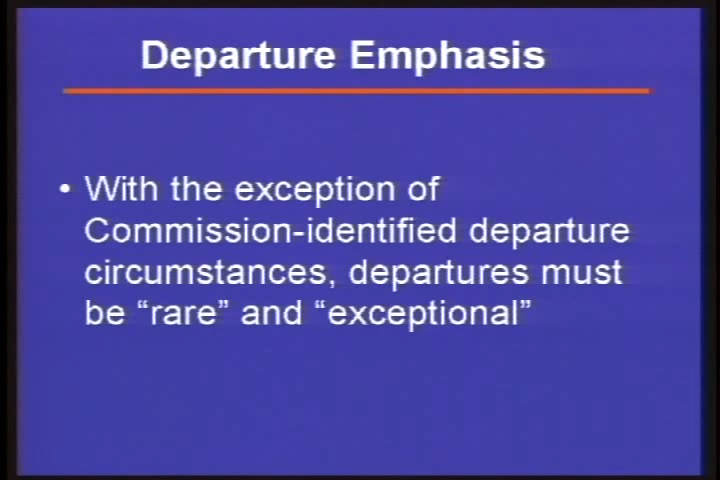 Departure Emphasis
• With the exception of
Commission-identified departure
circumstances, departures must
be “rare” and “exceptional”